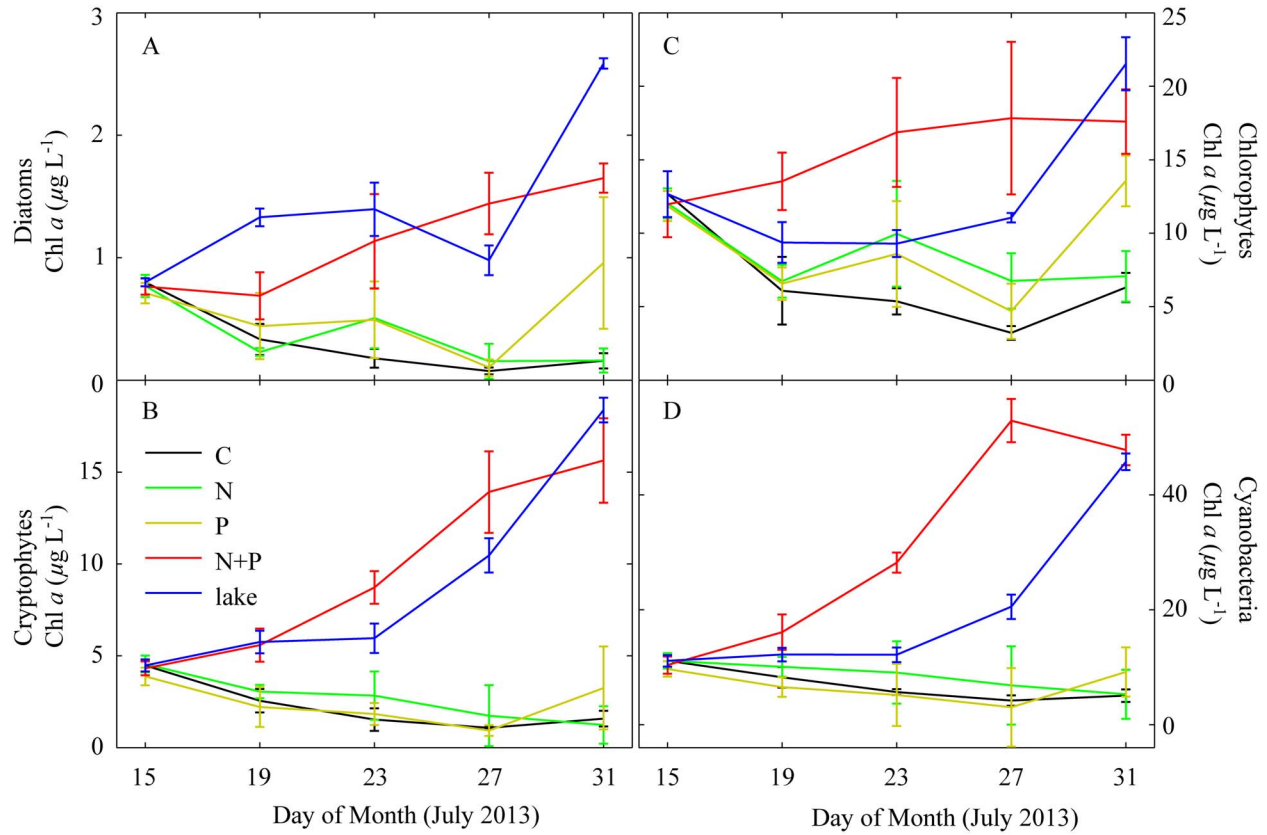 A
3
2
1
0
Diatoms
Chl a (µg L-1)
C
25
20
15
10
5
0
Chlorophytes
Chl a (µg L-1)
B
C
N
P
N+P
lake
15
10
5
0
Cryptophytes
Chl a (µg L-1)
15 19 23 27 31
Day of Month (July 2013)
D
40
20
0
Cyanobacteria
Chl a (µg L-1)
15 19 23 27 31
Day of Month (July 2013)